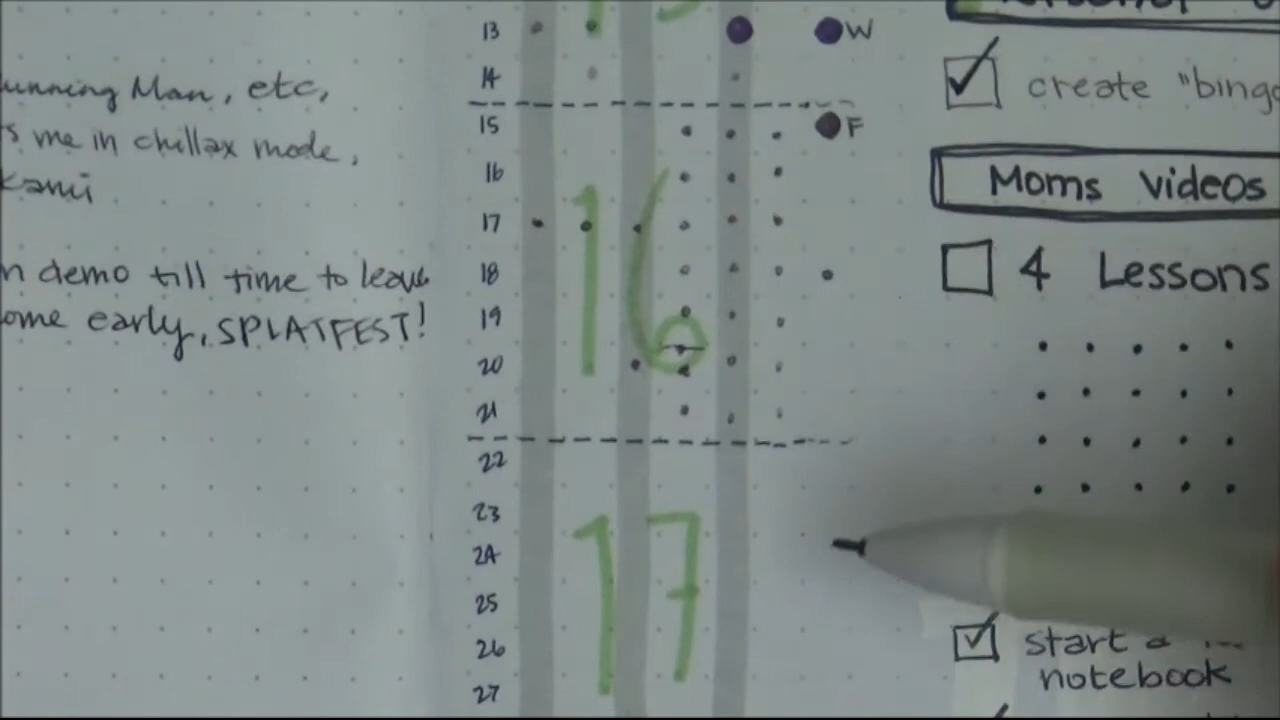 unning Man, etc,
s me in chillax mode,
n demo till time to leave
ome early, SPLATFEST!
13 W
14
15 F
16
17
18
19
20
21
22
23
24
25
26
27
16
17
create "bingo
Moms Videos
4 Lessons
start a
notebook